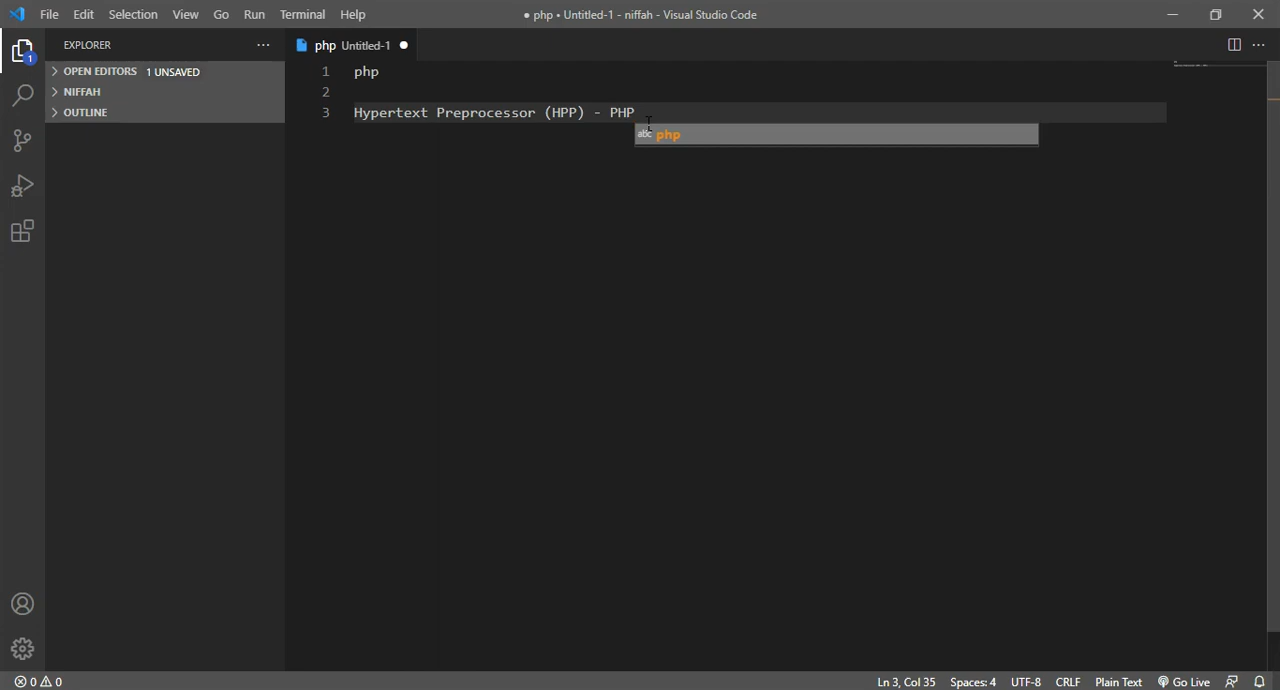 File Edit Selection View Go Run Terminal Help ● php • Untitled-1 - niffah - Visual Studio Code
EXPLORER ··· php Untitled-1 ●
1
OPEN EDITORS 1 UNSAVED
NIFFAH
OUTLINE
1 php
2
3 Hypertext Preprocessor (HPP) - PHP
abc php
0 0 Ln 3, Col 35 Spaces: 4 UTF-8 CRLF Plain Text Go Live